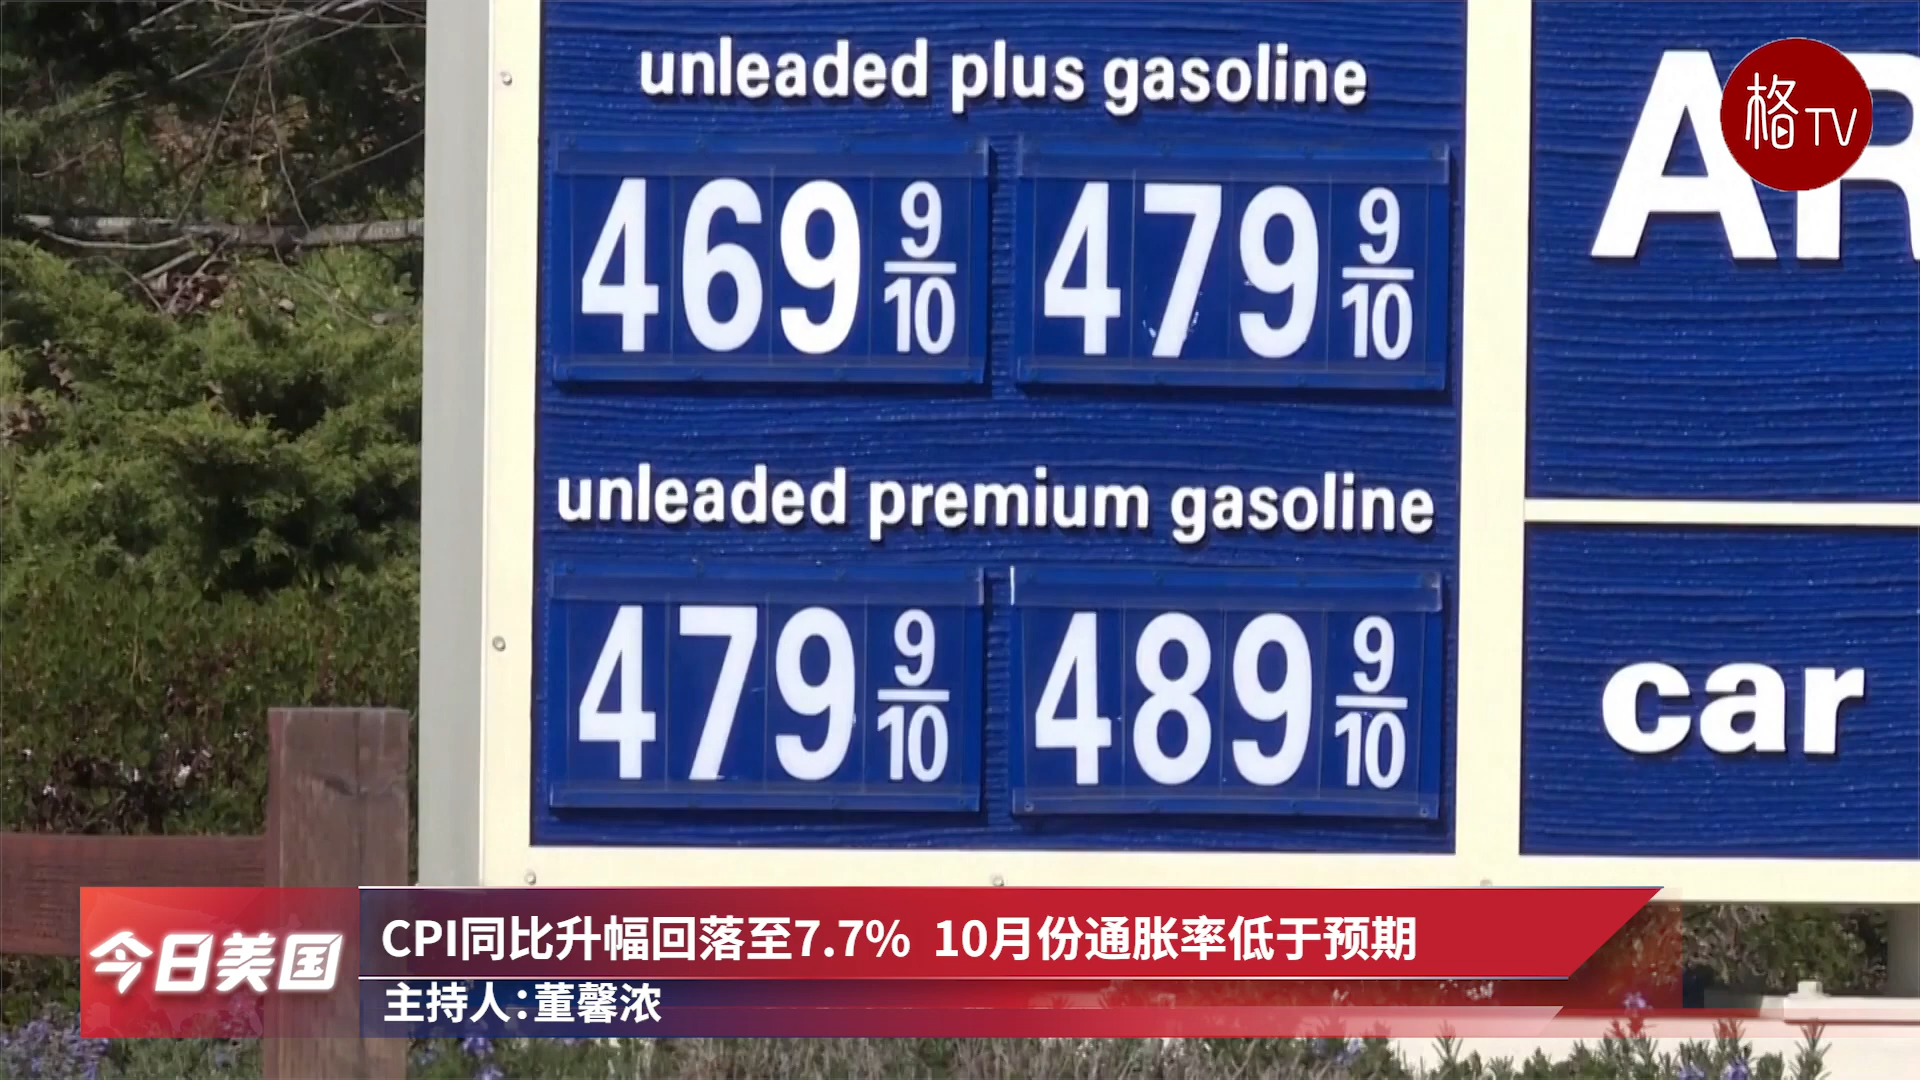 unleaded plus gasoline
469 9/10 479 9/10
unleaded premium gasoline
479 9/10 489 9/10
AR
car
格TV
今日美国
CPI同比升幅回落至7.7% 10月份通胀率低于预期
主持人：董馨浓